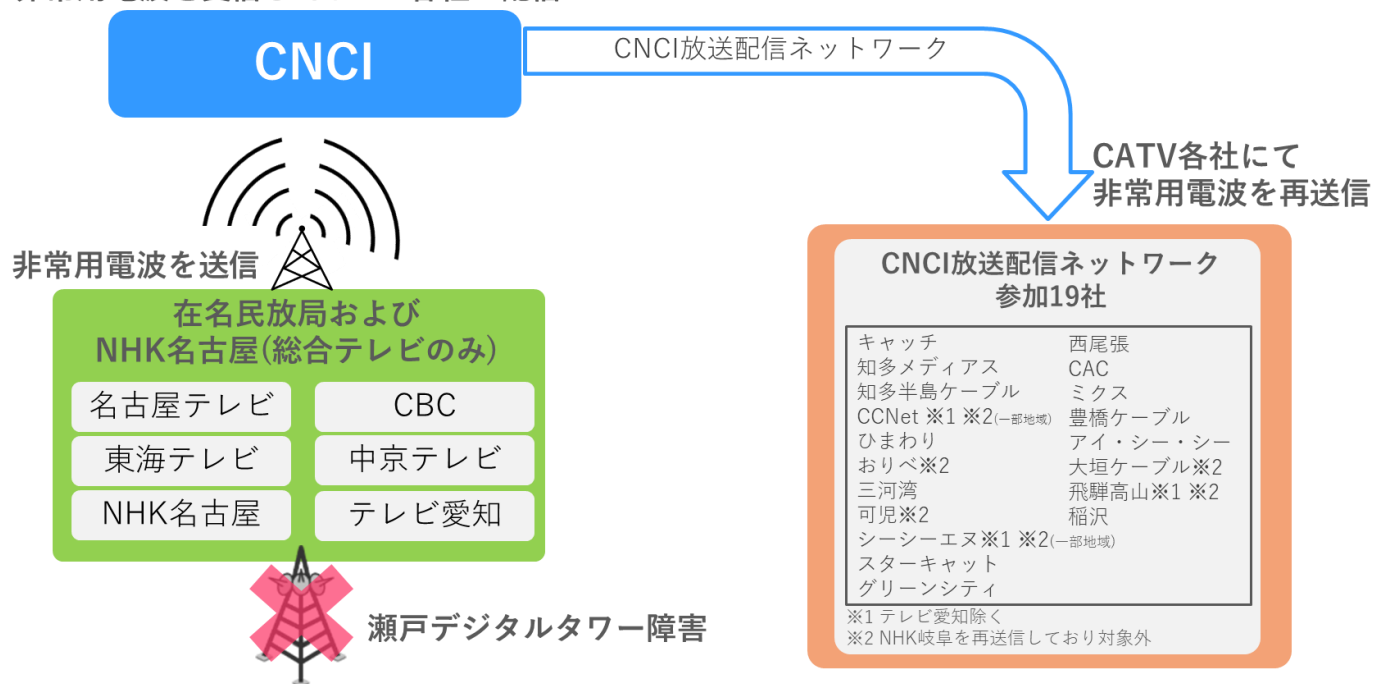 CNCI
CNCI放送配信ネットワーク
CATV各社にて
非常用電波を再送信
非常用電波を送信
在名民放局および
NHK名古屋(総合テレビのみ)
名古屋テレビ
CBC
東海テレビ
中京テレビ
NHK名古屋
テレビ愛知
瀬戸デジタルタワー障害
CNCI放送配信ネットワーク
参加19社
キャッチ
知多メディアス
知多半島ケーブル
CCNet ※1 ※2(一部地域)
ひまわり
おりべ※2
三河湾
可児※2
シーシーエヌ※1 ※2(一部地域)
スターキャット
グリーンシティ
西尾張
CAC
ミクス
豊橋ケーブル
アイ・シー・シー
大垣ケーブル※2
飛騨高山※1 ※2
稲沢
※1 テレビ愛知除く
※2 NHK岐阜を再送信しており対象外